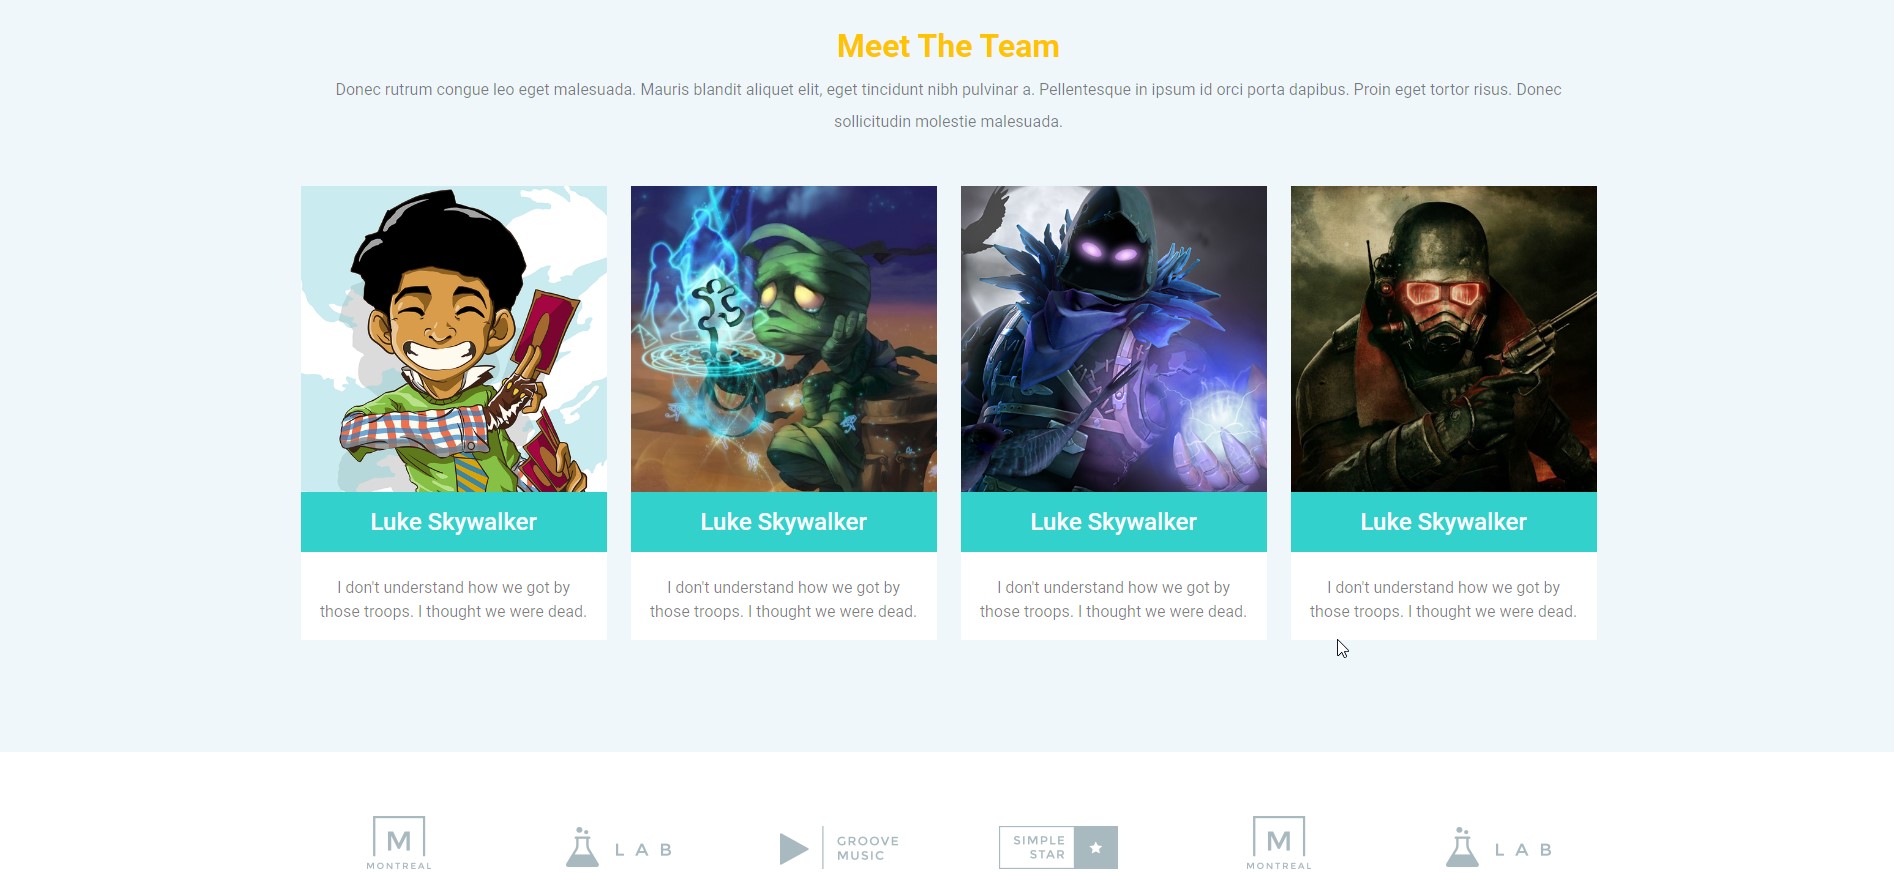 Meet The Team
Donec rutrum congue leo eget malesuada. Mauris blandit aliquet elit, eget tincidunt nibh pulvinar a. Pellentesque in ipsum id orci porta dapibus. Proin eget tortor risus. Donec
sollicitudin molestie malesuada.
Luke Skywalker
I don't understand how we got by
those troops. I thought we were dead.
Luke Skywalker
I don't understand how we got by
those troops. I thought we were dead.
Luke Skywalker
I don't understand how we got by
those troops. I thought we were dead.
Luke Skywalker
I don't understand how we got by
those troops. I thought we were dead.
M
MONTREAL
LAB
GROOVE
MUSIC
SIMPLE
STAR
M
MONTREAL
LAB